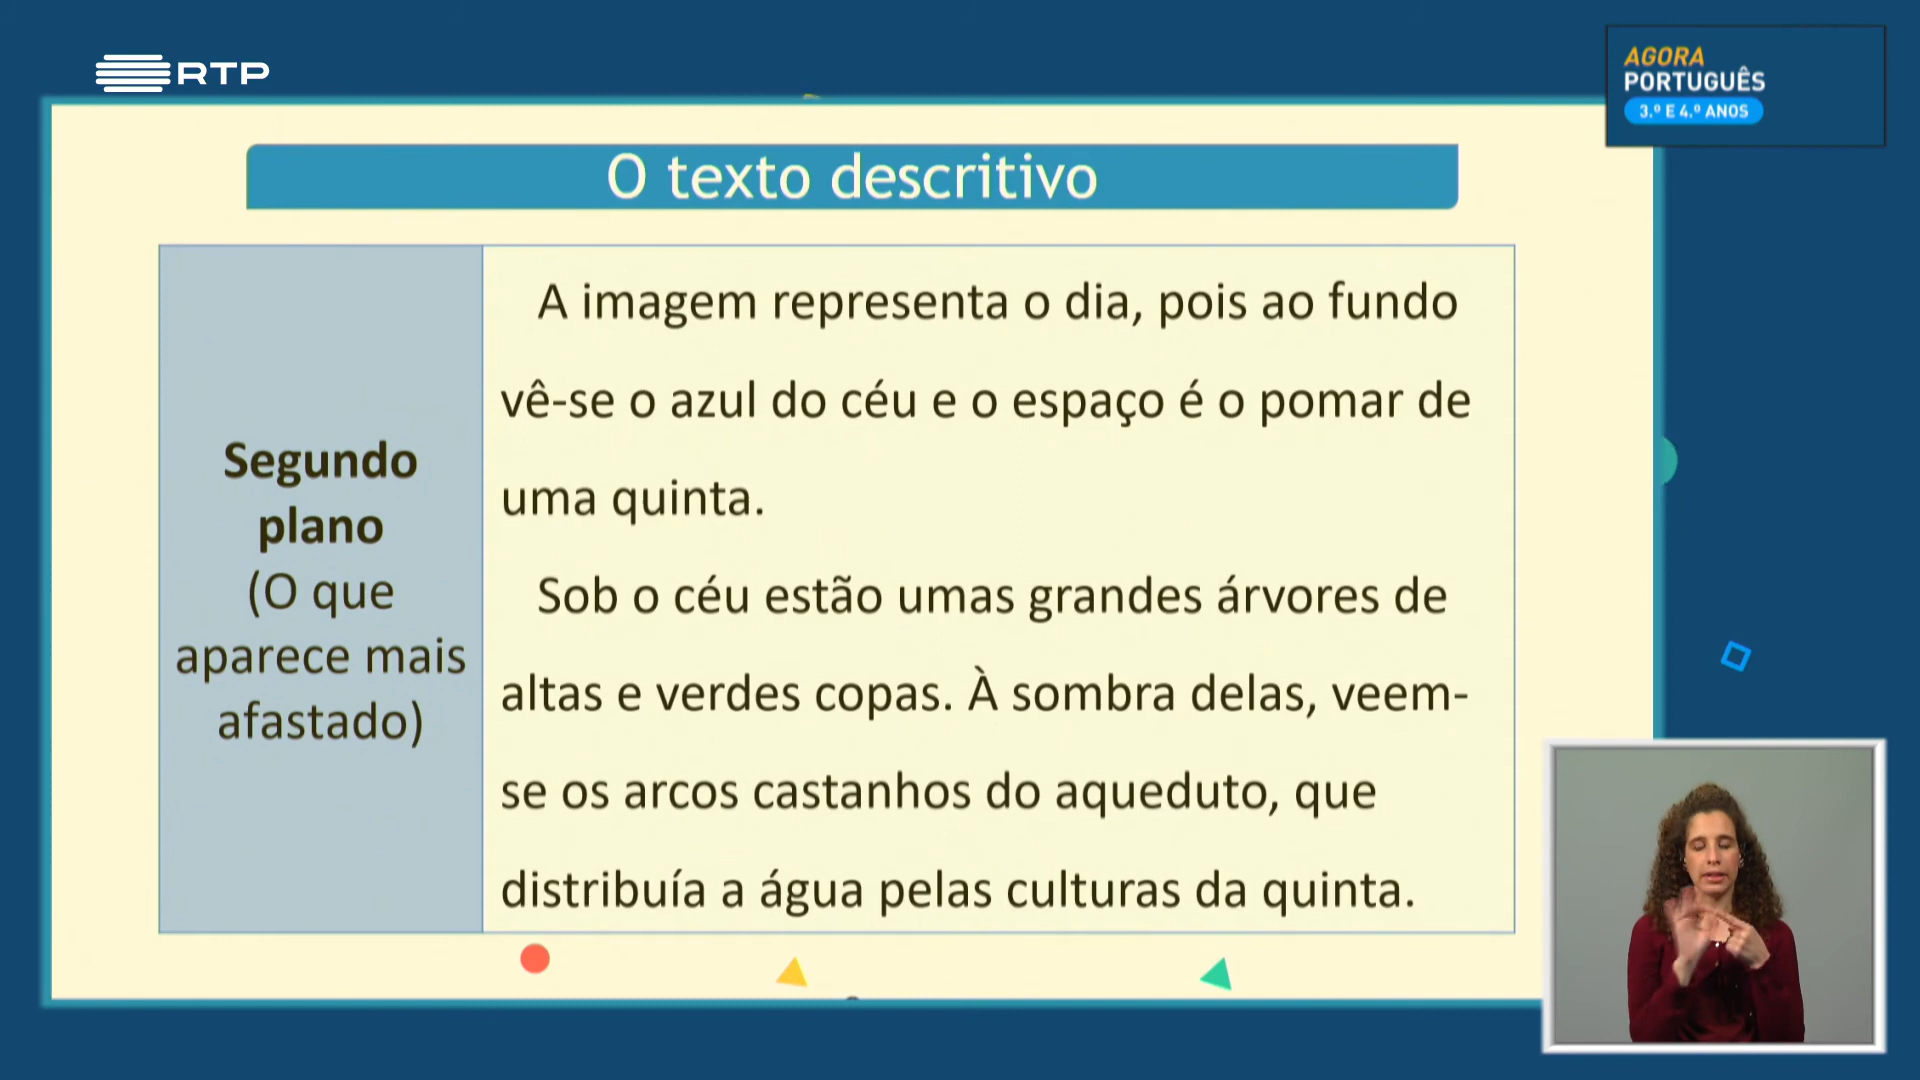 RTP
AGORA
PORTUGUÊS
3.º E 4.º ANOS
O texto descritivo
Segundo
plano
(O que
aparece mais
afastado)
A imagem representa o dia, pois ao fundo
vê-se o azul do céu e o espaço é o pomar de
uma quinta.
Sob o céu estão umas grandes árvores de
altas e verdes copas. À sombra delas, veem-
se os arcos castanhos do aqueduto, que
distribuía a água pelas culturas da quinta.